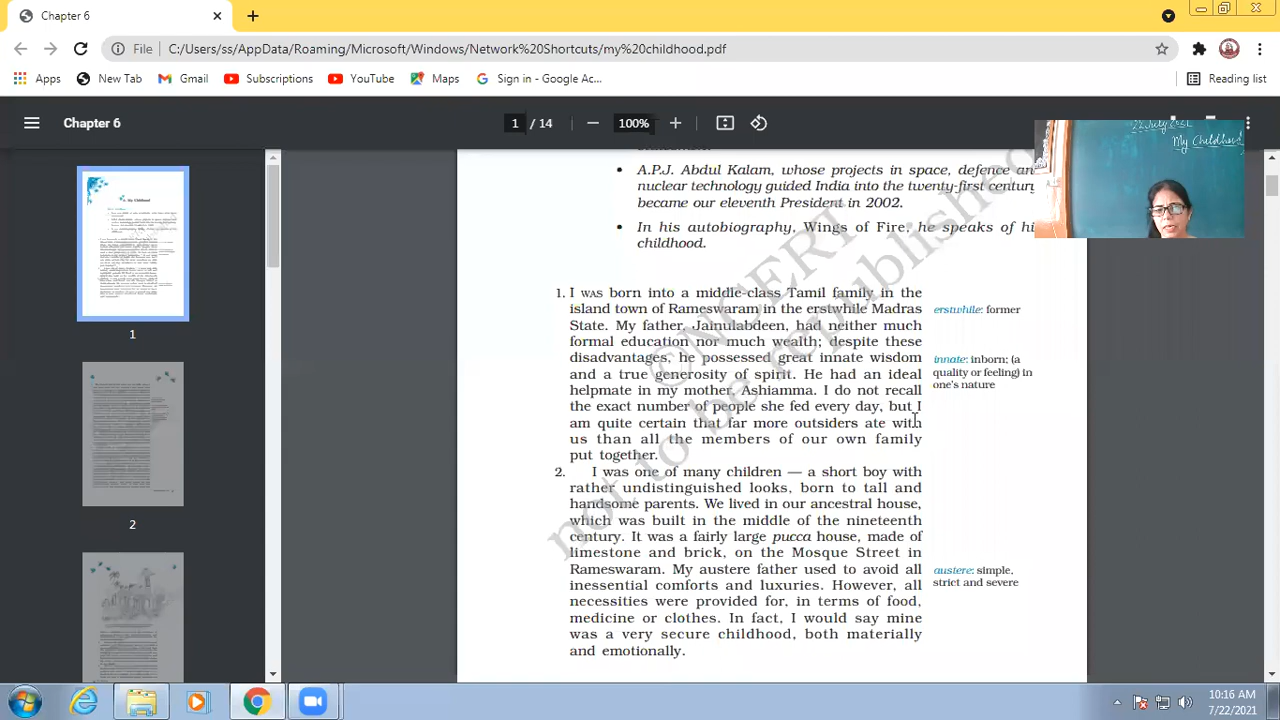 Chapter 6
File C:/Users/ss/AppData/Roaming/Microsoft/Windows/Network%20Shortcuts/my%20childhood.pdf
Apps New Tab Gmail Subscriptions YouTube Maps Sign in - Google Ac... Reading list
Chapter 6 1 / 14 100%
My Childhood
A.P.J. Abdul Kalam, whose projects in space, defence an
nuclear technology guided India into the twenty-first centur
became our eleventh President in 2002.
In his autobiography, Wings of Fire, he speaks of hi
childhood.
1. I was born into a middle-class Tamil family in the
island town of Rameswaram in the erstwhile Madras
State. My father, Jainulabdeen, had neither much
formal education nor much wealth; despite these
disadvantages, he possessed great innate wisdom
and a true generosity of spirit. He had an ideal
helpmate in my mother, Ashiamma. I do not recall
the exact number of people she fed every day, but I
am quite certain that far more outsiders ate with
us than all the members of our own family
put together.
erstwhile: former
innate: inborn; (a
quality or feeling) in
one's nature
2. I was one of many children — a short boy with
rather undistinguished looks, born to tall and
handsome parents. We lived in our ancestral house,
which was built in the middle of the nineteenth
century. It was a fairly large pucca house, made of
limestone and brick, on the Mosque Street in
Rameswaram. My austere father used to avoid all
inessential comforts and luxuries. However, all
necessities were provided for, in terms of food,
medicine or clothes. In fact, I would say mine
was a very secure childhood, both materially
and emotionally.
austere: simple,
strict and severe
© NCERT
not to be republished
My Childhood
1
2
10:16 AM
7/22/2021